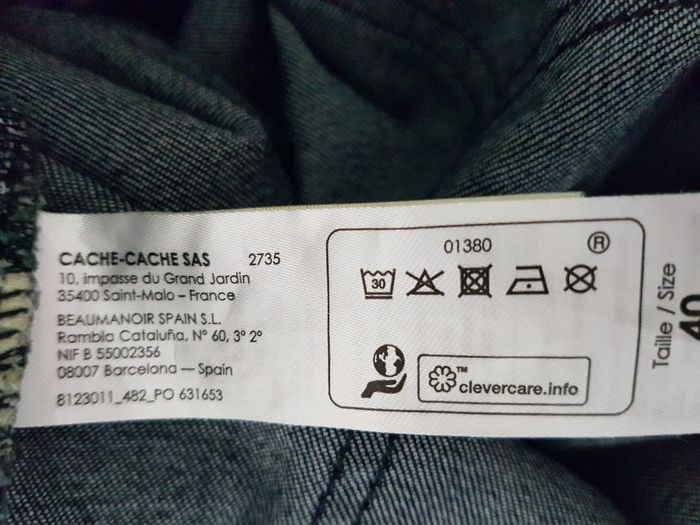 CACHE-CACHE SAS 2735
10, impasse du Grand Jardin
35400 Saint-Malo – France
BEAUMANOIR SPAIN S.L.
Rambla Cataluña, N° 60, 3° 2°
NIF B 55002356
08007 Barcelona — Spain
8123011_482_PO 631653
01380 ®
30
™
clevercare.info
Taille / Size
40